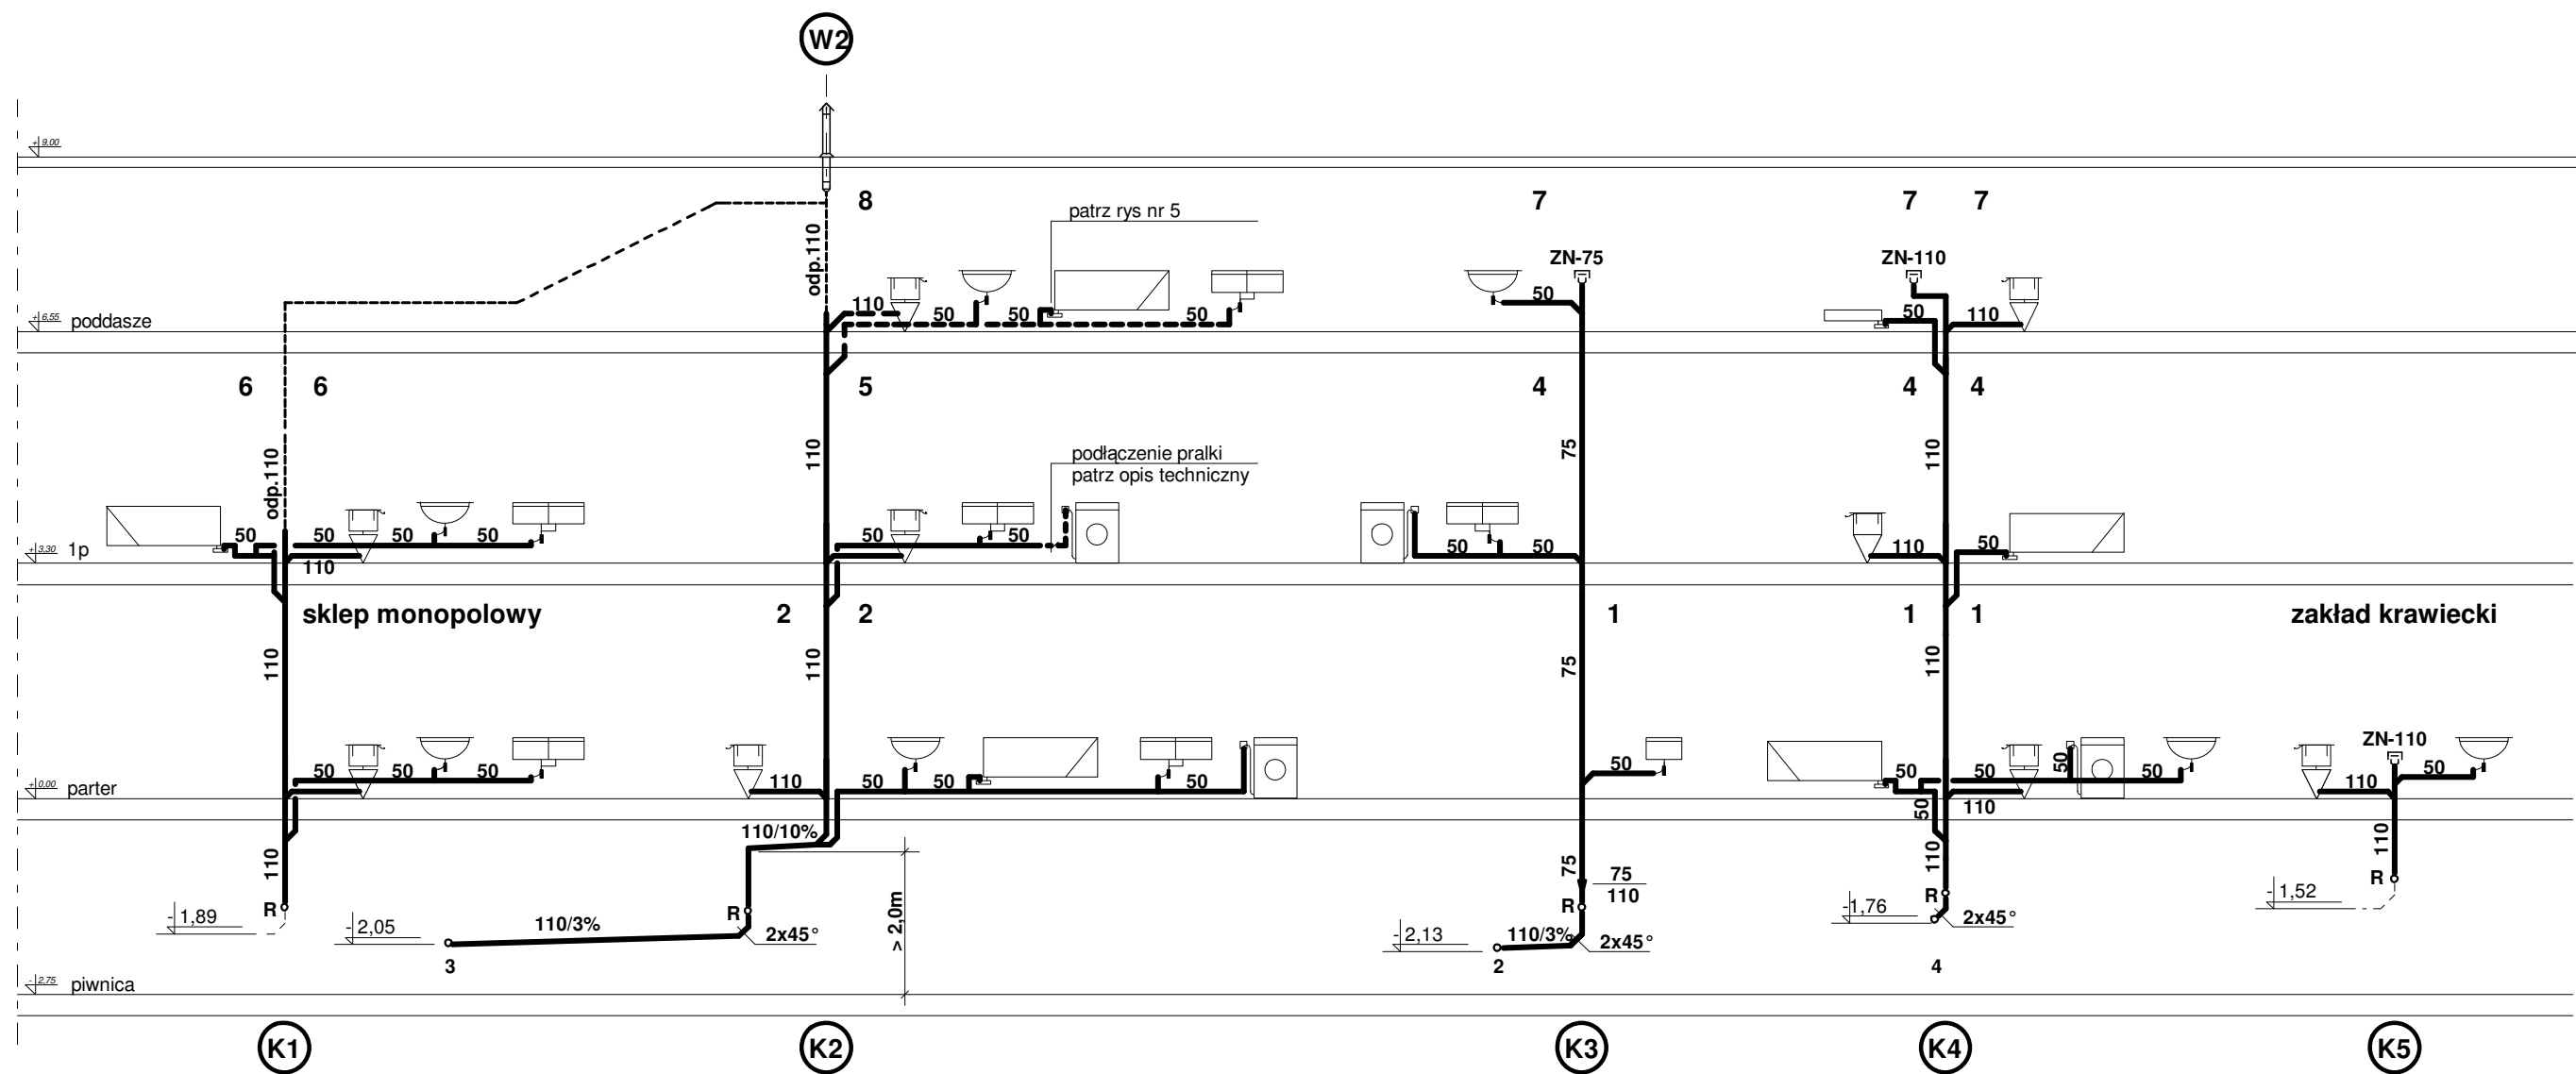 W2
+ 9,00
8
7
7
7
patrz rys nr 5
odp.110
ZN-75
ZN-110
110
50
50
50
50
50
110
+ 6,55 poddasze
6
6
5
4
4
4
odp.110
110
75
110
podłączenie pralki
patrz opis techniczny
50
50
50
50
50
50
50
50
110
50
+ 3,30 1p
110
sklep monopolowy
2
2
1
1
1
zakład krawiecki
110
110
75
110
ZN-110
50
50
50
110
50
50
50
50
50
50
50
50
110
50
+ 0,00 parter
50
110
110/10%
110
75
75
110
110
110
R
R
R
R
R
- 1,89
- 2,05
110/3%
2x45°
> 2,0m
- 2,13
110/3%
2x45°
-1,76
2x45°
- 1,52
3
2
4
- 2,75 piwnica
K1
K2
K3
K4
K5